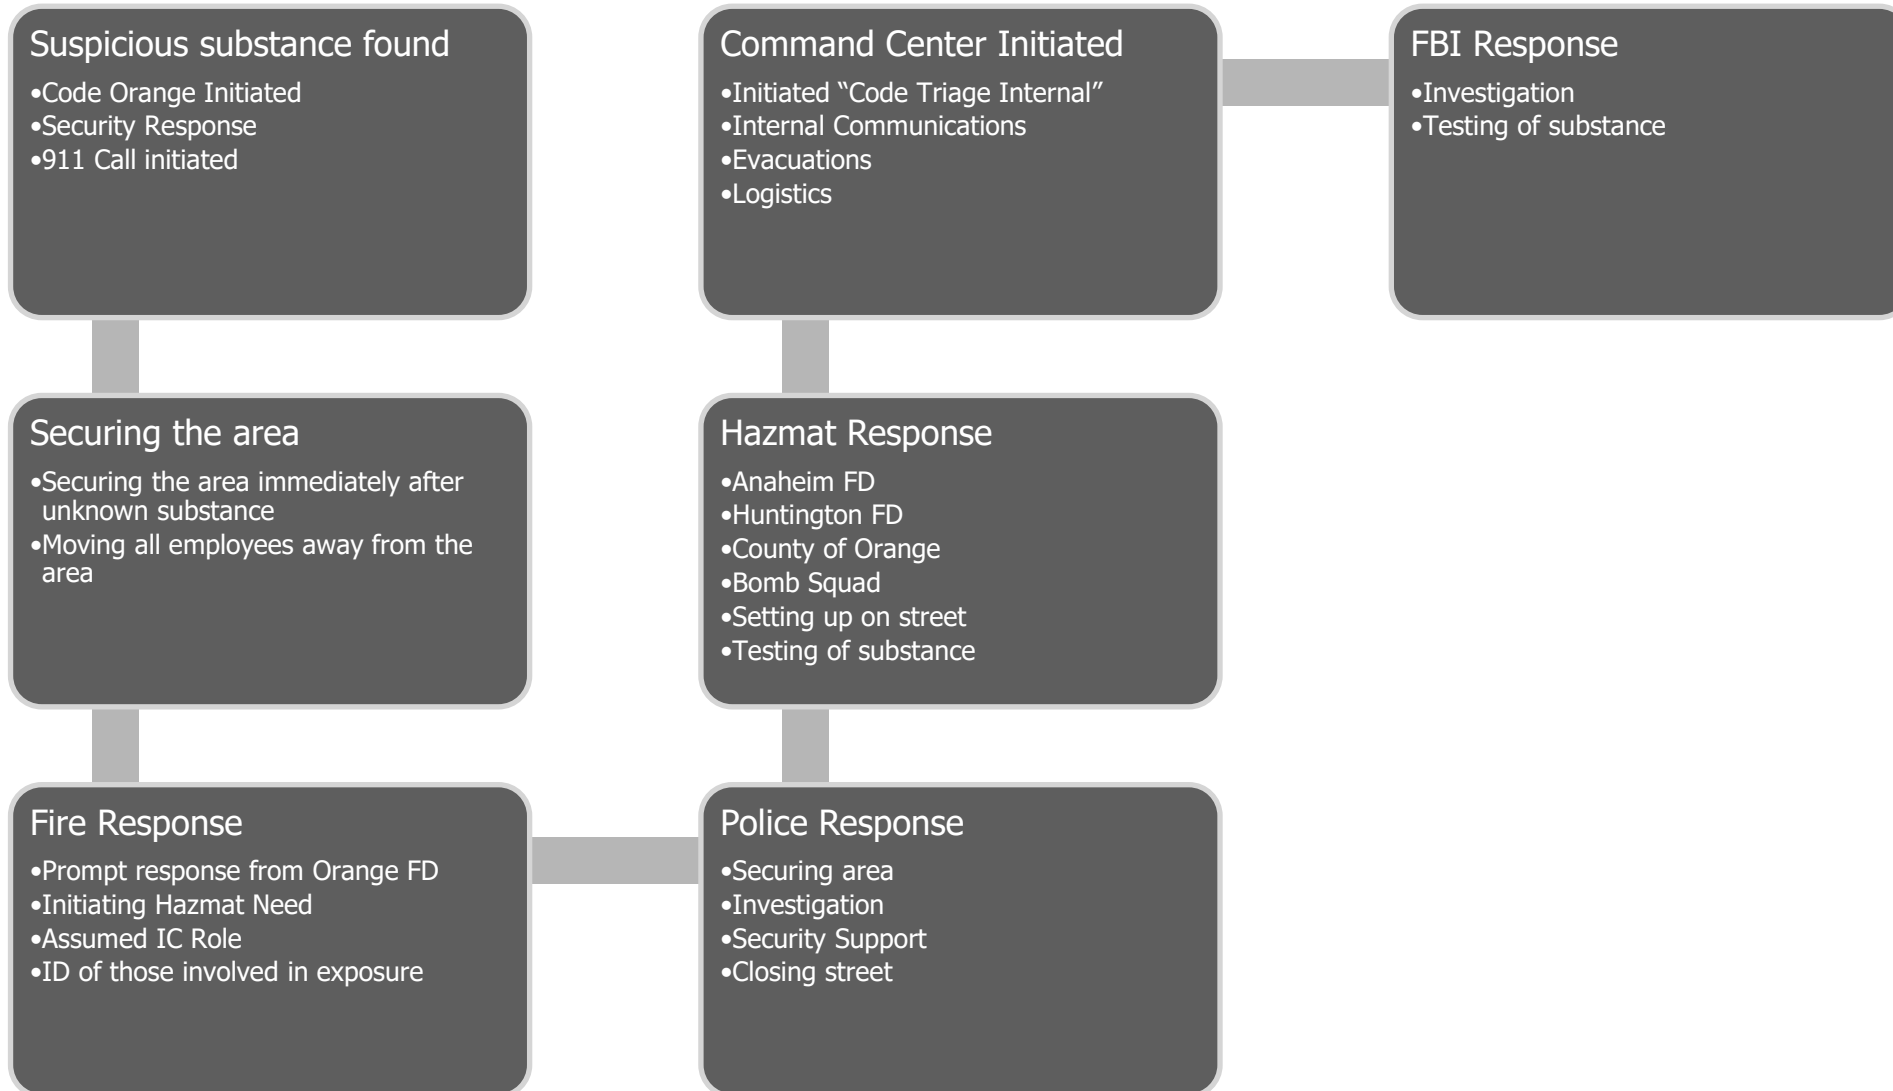 Suspicious substance found
•Code Orange Initiated
•Security Response
•911 Call initiated
Securing the area
•Securing the area immediately after
unknown substance
•Moving all employees away from the
area
Fire Response
•Prompt response from Orange FD
•Initiating Hazmat Need
•Assumed IC Role
•ID of those involved in exposure
Police Response
•Securing area
•Investigation
•Security Support
•Closing street
Hazmat Response
•Anaheim FD
•Huntington FD
•County of Orange
•Bomb Squad
•Setting up on street
•Testing of substance
Command Center Initiated
•Initiated “Code Triage Internal”
•Internal Communications
•Evacuations
•Logistics
FBI Response
•Investigation
•Testing of substance